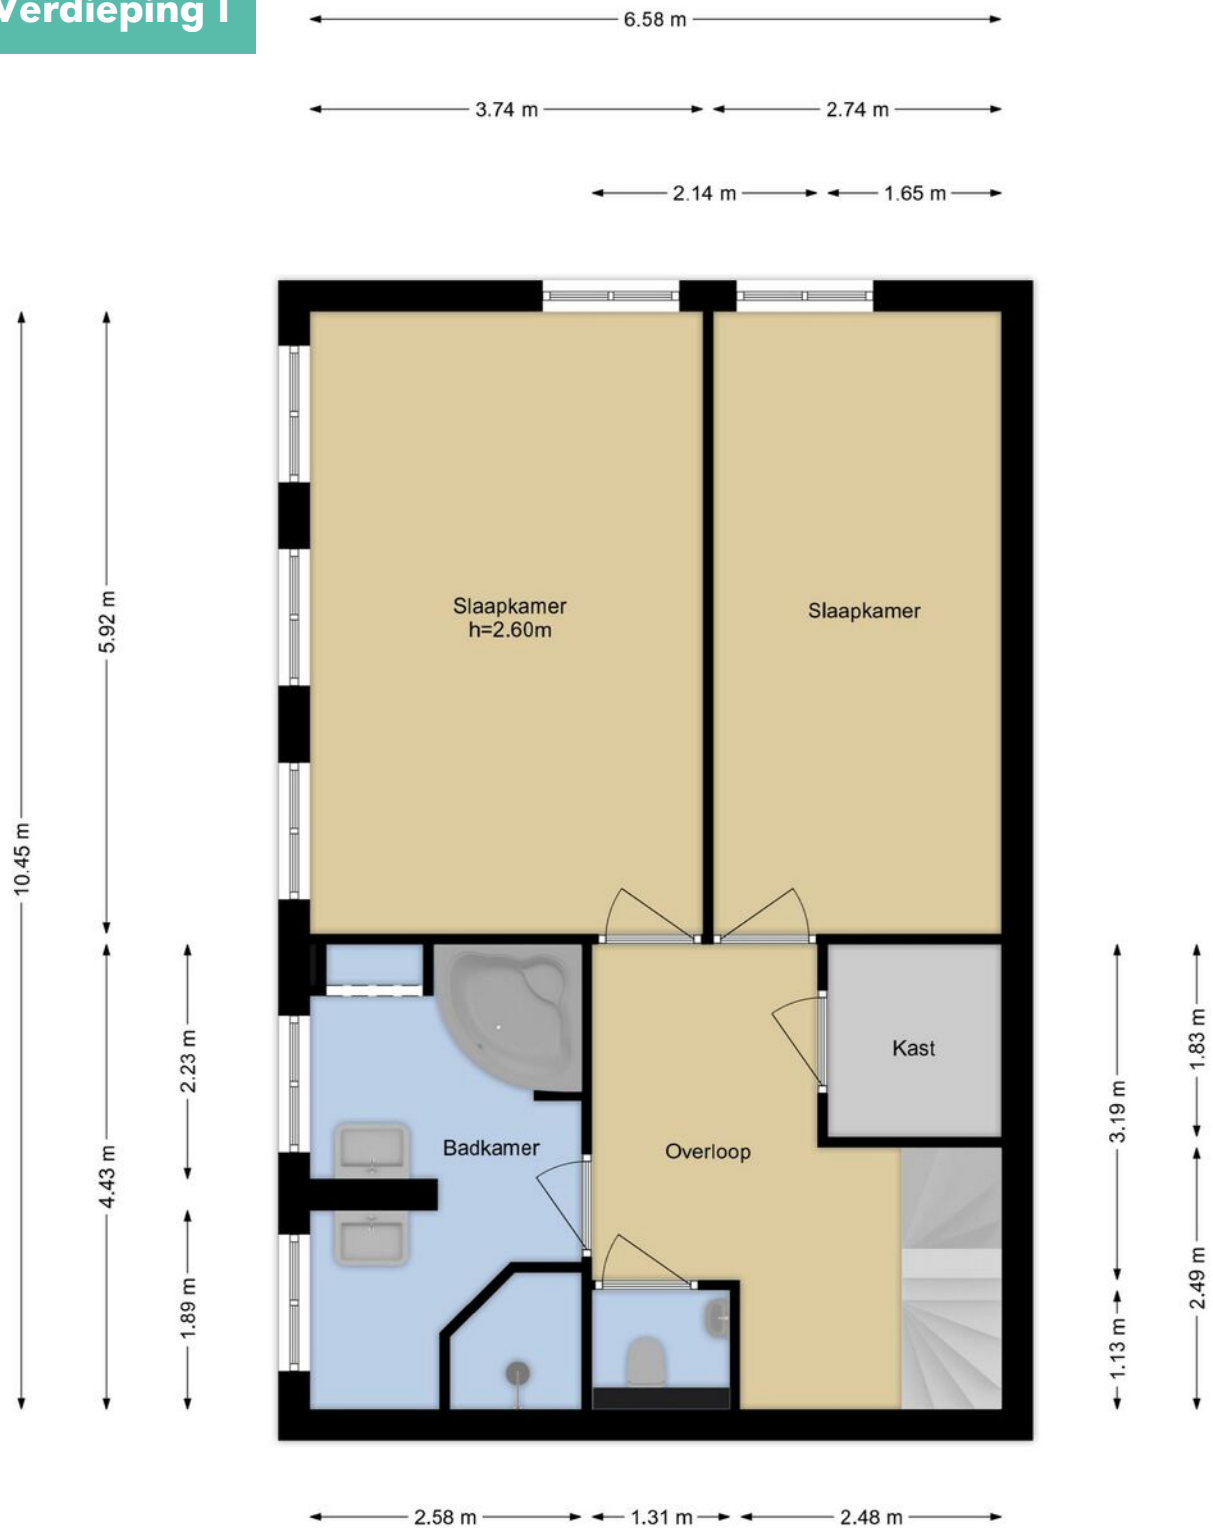 Verdieping 1
6.58 m
3.74 m
2.74 m
2.14 m
1.65 m
5.92 m
10.45 m
Slaapkamer
h=2.60m
Slaapkamer
2.23 m
4.43 m
1.89 m
Kast
Badkamer
Overloop
3.19 m
1.83 m
1.13 m
2.49 m
2.58 m
1.31 m
2.48 m